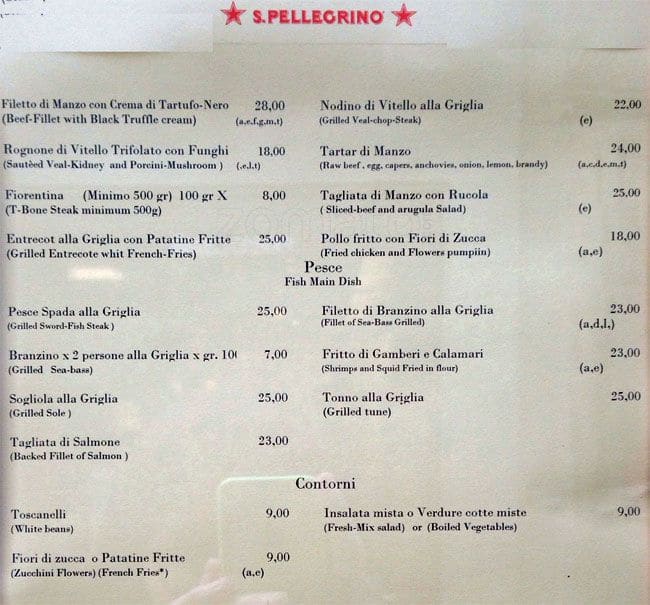 ★ S.PELLEGRINO ★
Filetto di Manzo con Crema di Tartufo-Nero 28,00
(Beef-Fillet with Black Truffle cream) (a,e,f,g,m,t)
Rognone di Vitello Trifolato con Funghi 18,00
(Sautèed Veal-Kidney and Porcini-Mushroom ) (,e,l,t)
Fiorentina (Minimo 500 gr) 100 gr X 8,00
(T-Bone Steak minimum 500g)
Entrecot alla Griglia con Patatine Fritte 25,00
(Grilled Entrecote whit French-Fries)
Nodino di Vitello alla Griglia 22,00
(Grilled Veal-chop-Steak) (e)
Tartar di Manzo 24,00
(Raw beef, egg, capers, anchovies, onion, lemon, brandy) (a,c,d,e,m,t)
Tagliata di Manzo con Rucola 25,00
( Sliced-beef and arugula Salad) (e)
Pollo fritto con Fiori di Zucca 18,00
(Fried chicken and Flowers pumpiin) (a,e)
Pesce
Fish Main Dish
Pesce Spada alla Griglia 25,00
(Grilled Sword-Fish Steak )
Branzino x 2 persone alla Griglia x gr. 100 7,00
(Grilled Sea-bass)
Sogliola alla Griglia 25,00
(Grilled Sole )
Tagliata di Salmone 23,00
(Backed Fillet of Salmon )
Filetto di Branzino alla Griglia 23,00
(Fillet of Sea-Bass Grilled) (a,d,l,)
Fritto di Gamberi e Calamari 23,00
(Shrimps and Squid Fried in flour) (a,e)
Tonno alla Griglia 25,00
(Grilled tune)
Contorni
Toscanelli 9,00
(White beans)
Fiori di zucca o Patatine Fritte 9,00
(Zucchini Flowers) (French Fries*) (a,e)
Insalata mista o Verdure cotte miste 9,00
(Fresh-Mix salad) or (Boiled Vegetables)